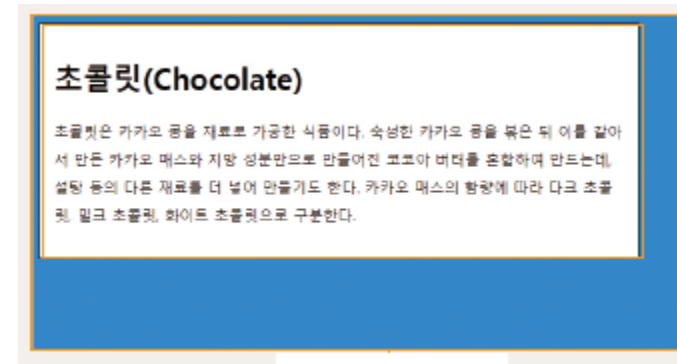 초콜릿(Chocolate)
초콜릿은 카카오 콩을 재료로 가공한 식품이다. 숙성한 카카오 콩을 볶은 뒤 이를 갈아
서 만든 카카오 매스와 지방 성분만으로 만들어진 코코아 버터를 혼합하여 만드는데,
설탕 등의 다른 재료를 더 넣어 만들기도 한다. 카카오 매스의 함량에 따라 다크 초콜
릿, 밀크 초콜릿, 화이트 초콜릿으로 구분한다.